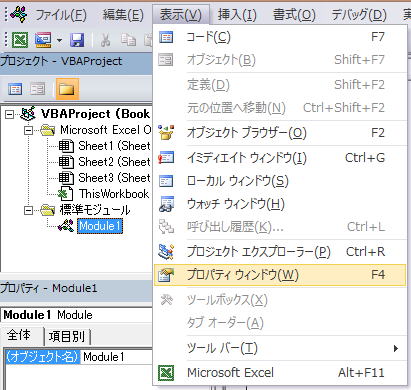 ファイル(F) 編集(E) 表示(V) 挿入(I) 書式(O) デバッグ(D)
コード(C) F7
オブジェクト(B) Shift+F7
定義(D) Shift+F2
元の位置へ移動(N) Ctrl+Shift+F2
オブジェクト ブラウザー(O) F2
イミディエイト ウィンドウ(I) Ctrl+G
ローカル ウィンドウ(S)
ウォッチ ウィンドウ(H)
呼び出し履歴(K)... Ctrl+L
プロジェクト エクスプローラー(P) Ctrl+R
プロパティ ウィンドウ(W) F4
ツールボックス(X)
タブ オーダー(A)
ツール バー(T)
Microsoft Excel Alt+F11
プロジェクト - VBAProject
VBAProject (Book
Microsoft Excel O
Sheet1 (Sheet
Sheet2 (Sheet
Sheet3 (Sheet
ThisWorkbook
標準モジュール
Module1
プロパティ - Module1
Module1 Module
全体 項目別
(オブジェクト名) Module1